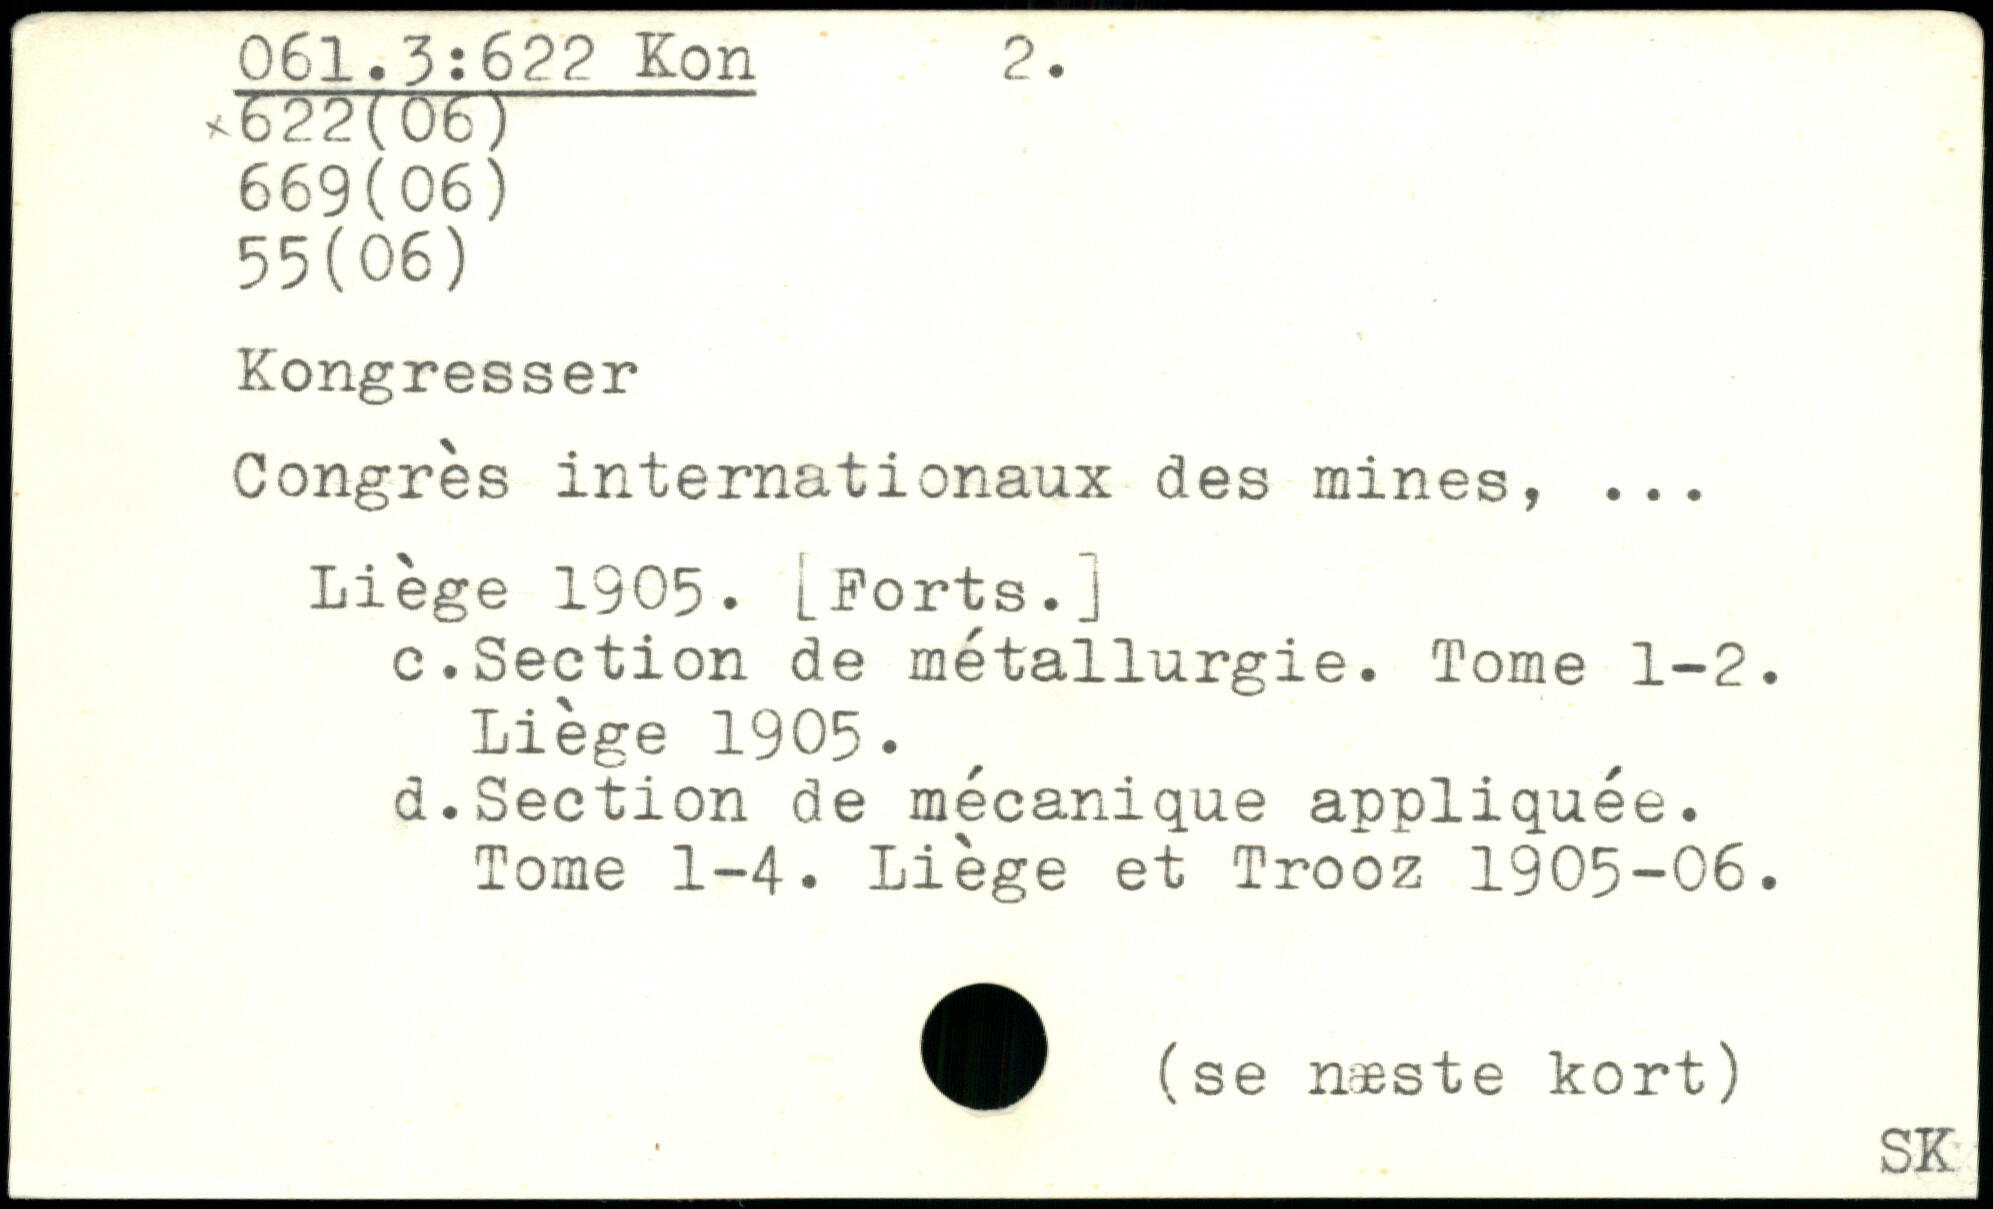 061.3:622 Kon 2.
×622(06)
669(06)
55(06)
Kongresser
Congrès internationaux des mines, ...
Liège 1905. [Forts.]
c.Section de métallurgie. Tome 1-2.
Liège 1905.
d.Section de mécanique appliquée.
Tome 1-4. Liège et Trooz 1905-06.
(se næste kort)
SK